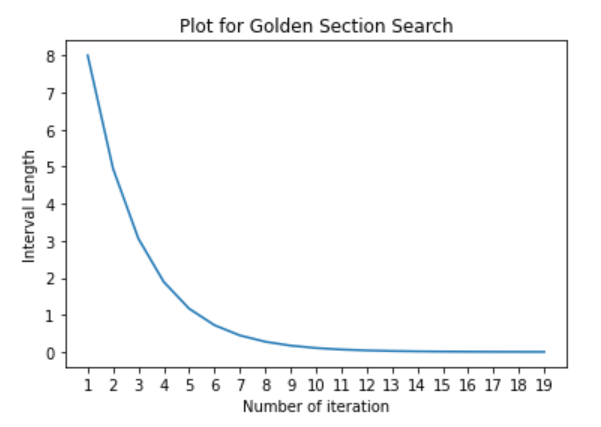 Plot for Golden Section Search
8
7
6
5
4
3
2
1
0
Interval Length
1 2 3 4 5 6 7 8 9 10 11 12 13 14 15 16 17 18 19
Number of iteration